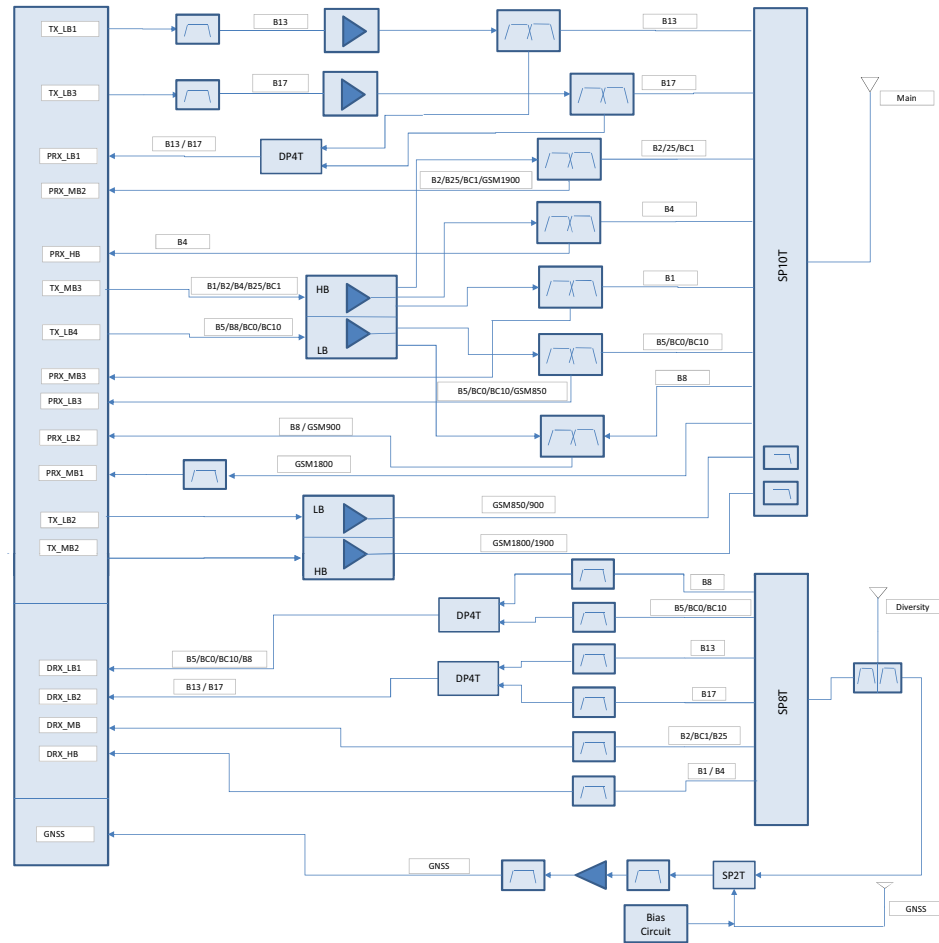 TX_LB1
B13
B13
TX_LB3
B17
B17
Main
B13 / B17
PRX_LB1
DP4T
B2/25/BC1
PRX_MB2
B2/B25/BC1/GSM1900
B4
PRX_HB
B4
SP10T
TX_MB3
B1/B2/B4/B25/BC1
HB
B1
TX_LB4
B5/B8/BC0/BC10
LB
B5/BC0/BC10
PRX_MB3
B8
PRX_LB3
B5/BC0/BC10/GSM850
PRX_LB2
B8 / GSM900
PRX_MB1
GSM1800
TX_LB2
LB
GSM850/900
TX_MB2
GSM1800/1900
HB
B8
DP4T
B5/BC0/BC10
Diversity
DRX_LB1
B5/BC0/BC10/B8
B13
DP4T
DRX_LB2
B13 / B17
B17
SP8T
DRX_MB
B2/BC1/B25
DRX_HB
B1 / B4
GNSS
GNSS
SP2T
GNSS
Bias
Circuit